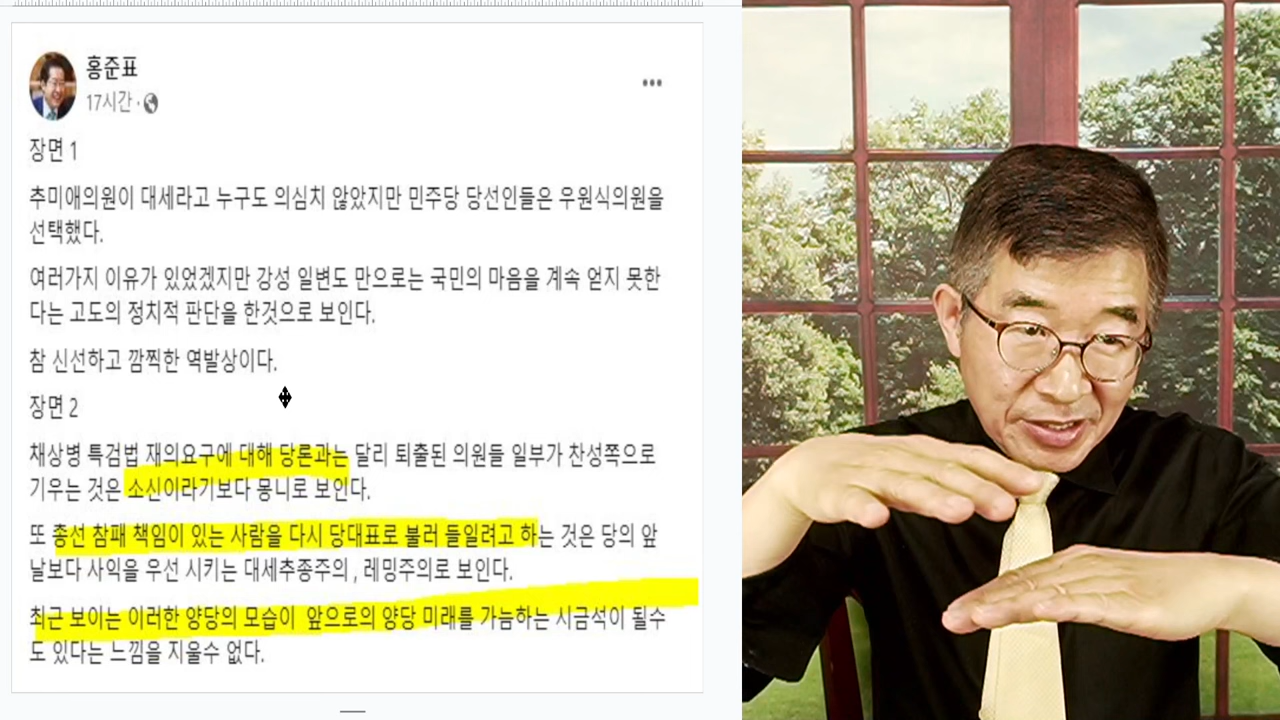 홍준표
17시간 ·
장면 1
추미애의원이 대세라고 누구도 의심치 않았지만 민주당 당선인들은 우원식의원을
선택했다.
여러가지 이유가 있었겠지만 강성 일변도 만으로는 국민의 마음을 계속 얻지 못한
다는 고도의 정치적 판단을 한것으로 보인다.
참 신선하고 깜찍한 역발상이다.
장면 2
채상병 특검법 재의요구에 대해 당론과는 달리 퇴출된 의원들 일부가 찬성쪽으로
기우는 것은 소신이라기보다 몽니로 보인다.
또 총선 참패 책임이 있는 사람을 다시 당대표로 불러 들일려고 하는 것은 당의 앞
날보다 사익을 우선 시키는 대세추종주의, 레밍주의로 보인다.
최근 보이는 이러한 양당의 모습이 앞으로의 양당 미래를 가늠하는 시금석이 될수
도 있다는 느낌을 지울수 없다.